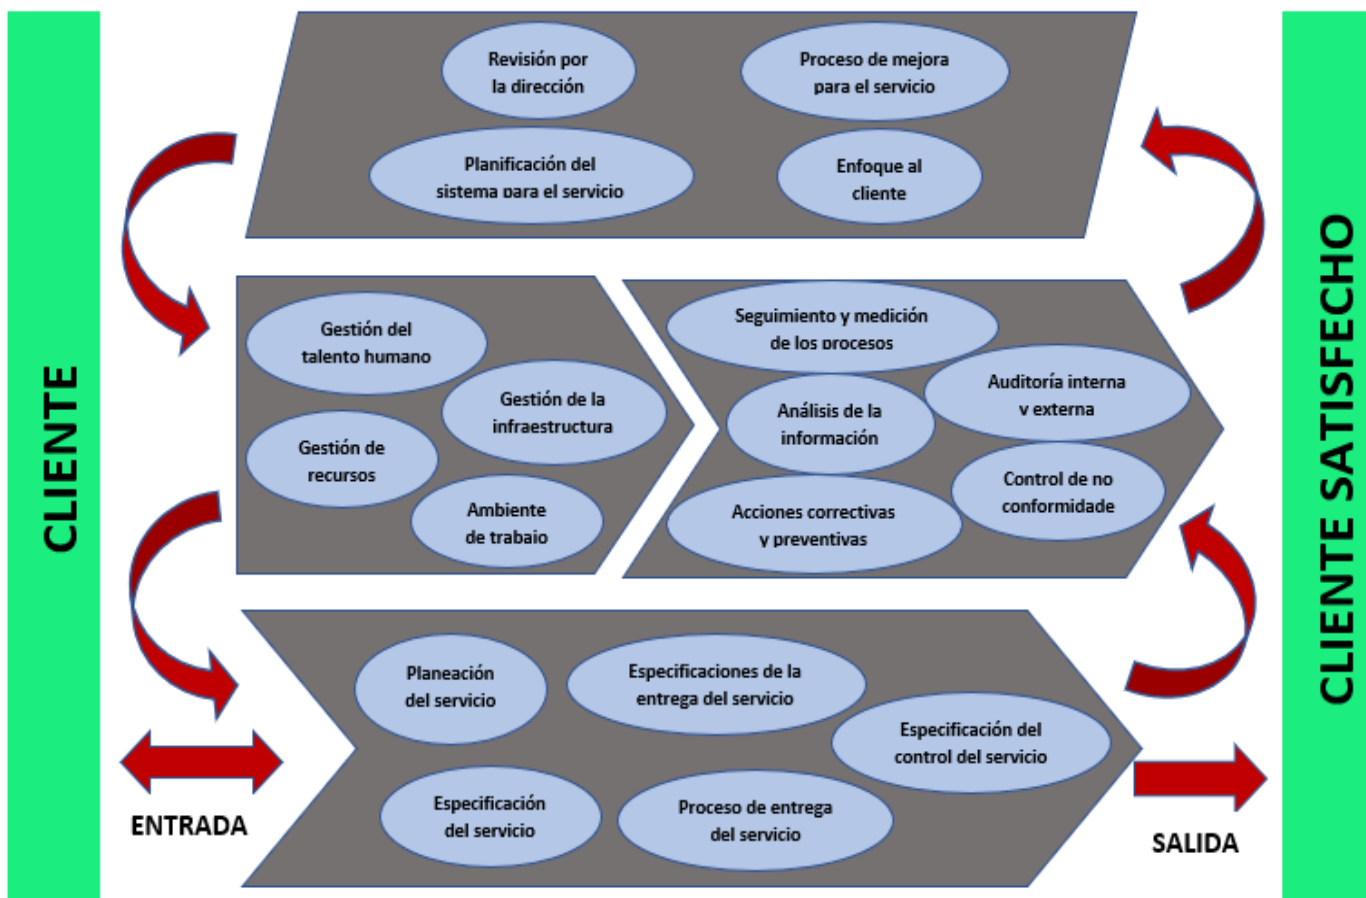 CLIENTE
Revisión por
la dirección
Proceso de mejora
para el servicio
Planificación del
sistema para el servicio
Enfoque al
cliente
Gestión del
talento humano
Gestión de la
infraestructura
Gestión de
recursos
Ambiente
de trabajo
Seguimiento y medición
de los procesos
Auditoría interna
y externa
Análisis de la
información
Control de no
conformidade
Acciones correctivas
y preventivas
Planeación
del servicio
Especificaciones de la
entrega del servicio
Especificación del
control del servicio
Especificación
del servicio
Proceso de entrega
del servicio
ENTRADA
SALIDA
CLIENTE SATISFECHO